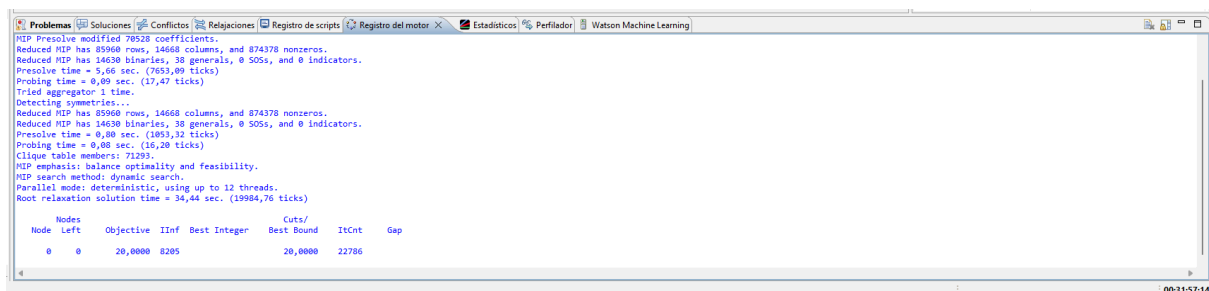 Problemas Soluciones Conflictos Relajaciones Registro de scripts Registro del motor Estadísticos Perfilador Watson Machine Learning
MIP Presolve modified 70528 coefficients.
Reduced MIP has 85960 rows, 14668 columns, and 874378 nonzeros.
Reduced MIP has 14630 binaries, 38 generals, 0 SOSs, and 0 indicators.
Presolve time = 5,66 sec. (7653,09 ticks)
Probing time = 0,09 sec. (17,47 ticks)
Tried aggregator 1 time.
Detecting symmetries...
Reduced MIP has 85960 rows, 14668 columns, and 874378 nonzeros.
Reduced MIP has 14630 binaries, 38 generals, 0 SOSs, and 0 indicators.
Presolve time = 0,80 sec. (1053,32 ticks)
Probing time = 0,08 sec. (16,20 ticks)
Clique table members: 71293.
MIP emphasis: balance optimality and feasibility.
MIP search method: dynamic search.
Parallel mode: deterministic, using up to 12 threads.
Root relaxation solution time = 34,44 sec. (19984,76 ticks)
Nodes Cuts/
Node Left Objective IInf Best Integer Best Bound ItCnt Gap
0 0 20,0000 8205 20,0000 22786
00:31:57:14